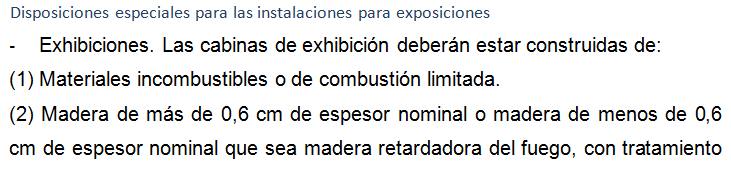 Disposiciones especiales para las instalaciones para exposiciones
- Exhibiciones. Las cabinas de exhibición deberán estar construidas de:
(1) Materiales incombustibles o de combustión limitada.
(2) Madera de más de 0,6 cm de espesor nominal o madera de menos de 0,6
cm de espesor nominal que sea madera retardadora del fuego, con tratamiento